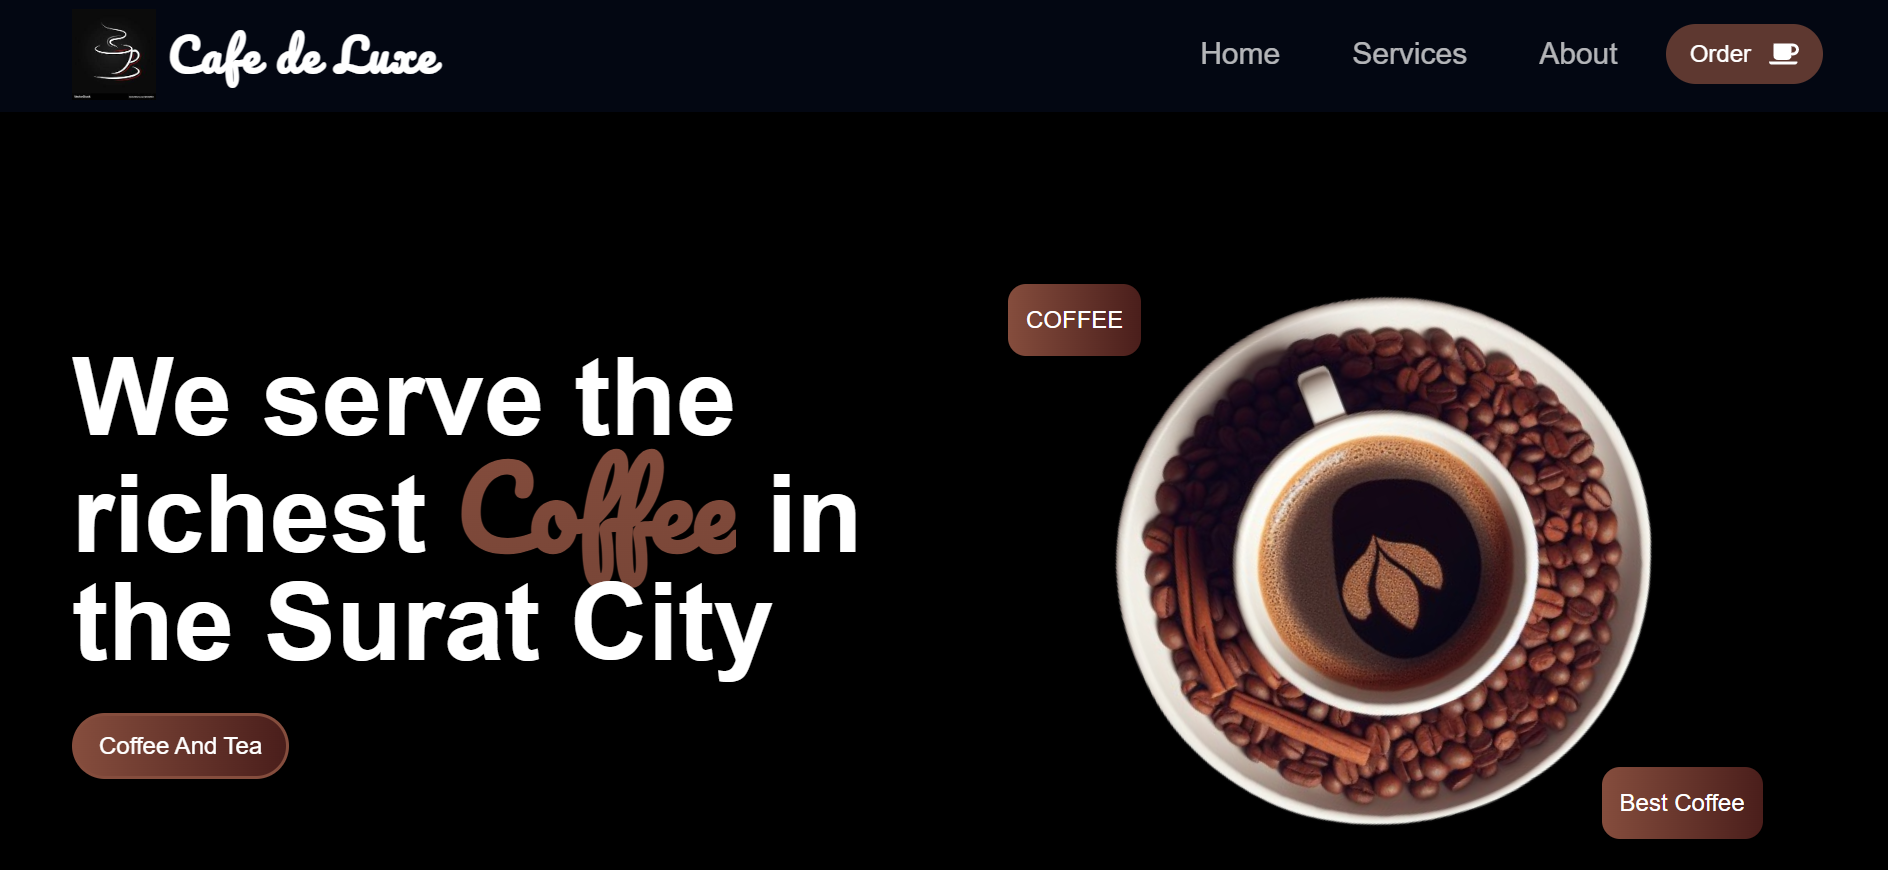 Cafe de Luxe
Home
Services
About
Order
We serve the
richest Coffee in
the Surat City
Coffee And Tea
COFFEE
Best Coffee